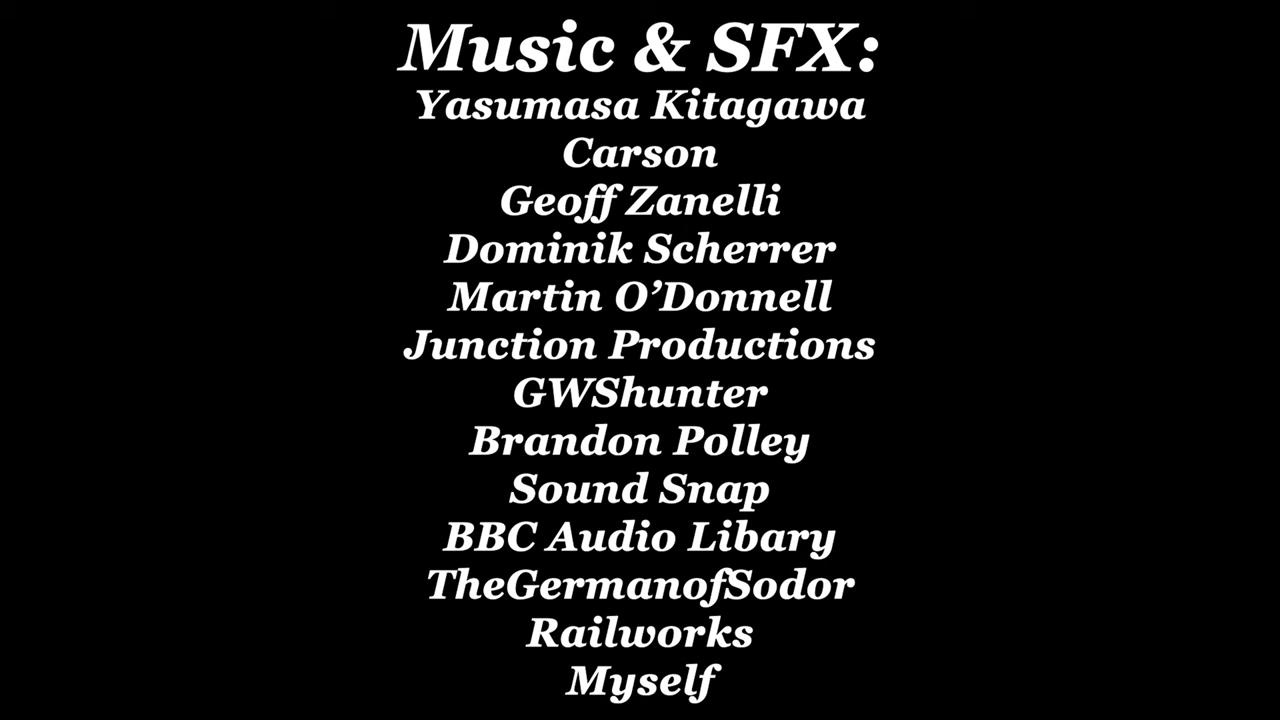 Music & SFX:
Yasumasa Kitagawa
Carson
Geoff Zanelli
Dominik Scherrer
Martin O’Donnell
Junction Productions
GWShunter
Brandon Polley
Sound Snap
BBC Audio Libary
TheGermanofSodor
Railworks
Myself